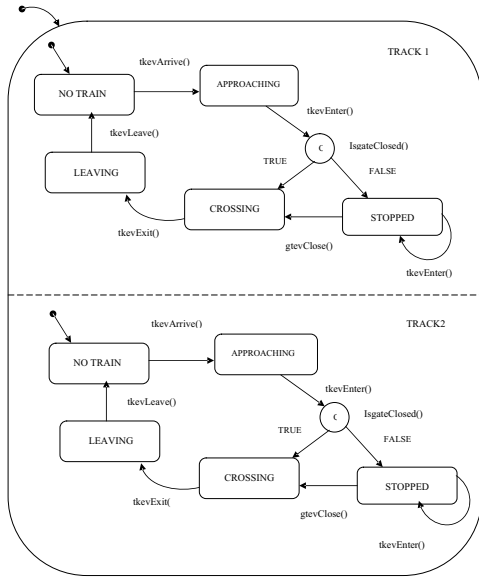 TRACK 1
tkevArrive()
NO TRAIN
APPROACHING
tkevEnter()
tkevLeave()
C
IsgateClosed()
TRUE
FALSE
LEAVING
CROSSING
STOPPED
tkevExit()
gtevClose()
tkevEnter()
TRACK2
tkevArrive()
NO TRAIN
APPROACHING
tkevEnter()
tkevLeave()
C
IsgateClosed()
TRUE
FALSE
LEAVING
CROSSING
STOPPED
tkevExit(
gtevClose()
tkevEnter()